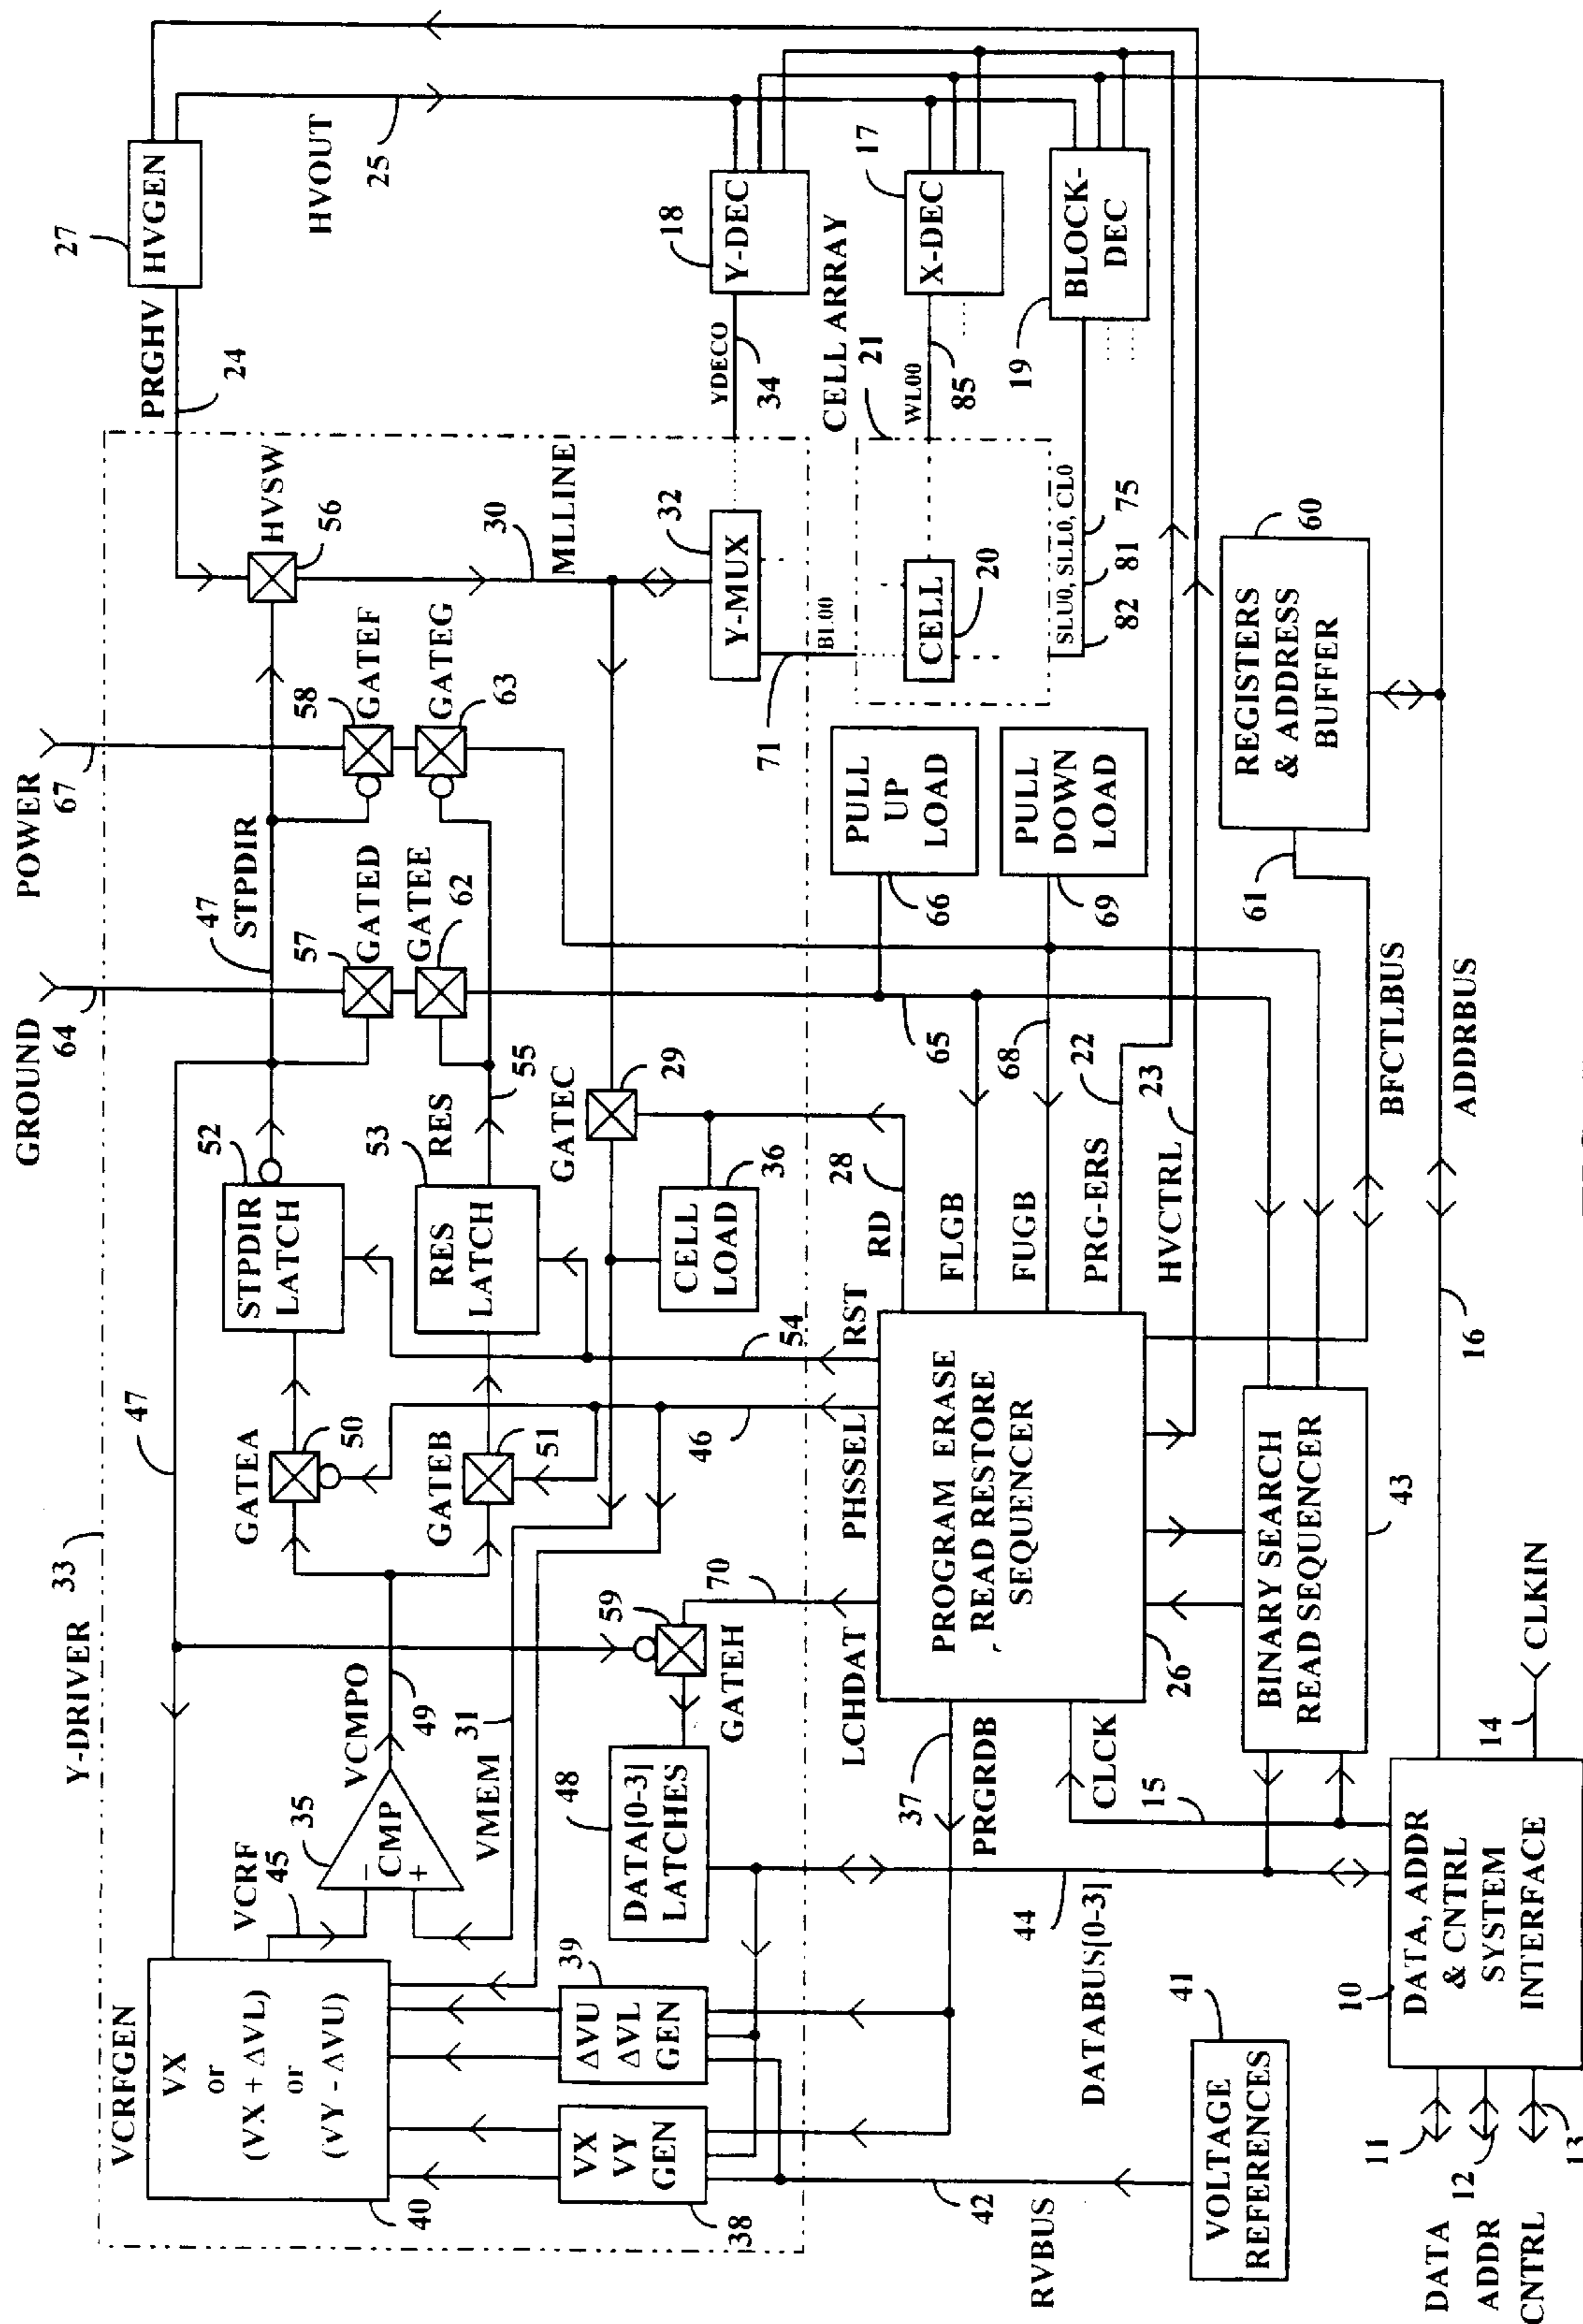 Y-DRIVER
33
GROUND
64
POWER
67
47
STPDIR
47
VCRFGEN
VX
or
(VX + ΔVL)
or
(VY - ΔVU)
40
VCRF
45
35
CMP
-
+
VCMPO
49
VMEM
31
GATEA
50
GATEB
51
STPDIR
LATCH
52
RES
LATCH
53
RES
55
57
GATED
GATEE
62
58
GATEF
GATEG
63
HVSW
56
PRGHV
24
27
HVGEN
HVOUT
25
VX
VY
GEN
38
ΔVU
ΔVL
GEN
39
DATA[0-3]
LATCHES
48
59
GATEH
70
46
54
CELL
LOAD
36
GATEC
29
30
MLLINE
Y-MUX
32
YDECO
34
Y-DEC
18
71
BL00
CELL ARRAY
21
CELL
20
WL00
85
X-DEC
17
BLOCK-
DEC
19
SLU0, SLL0, CL0
82
81
75
LCHDAT
PHSSEL
RST
RD
28
FLGB
65
FUGB
68
PRG-ERS
22
HVCTRL
23
PULL
UP
LOAD
66
PULL
DOWN
LOAD
69
PROGRAM ERASE
READ RESTORE
SEQUENCER
26
37
PRGRDB
CLCK
15
RVBUS
42
VOLTAGE
REFERENCES
41
DATABUS[0-3]
44
BINARY SEARCH
READ SEQUENCER
43
REGISTERS
& ADDRESS
BUFFER
60
61
BFCTLBUS
ADDRBUS
16
10
DATA, ADDR
& CNTRL
SYSTEM
INTERFACE
14
CLKIN
11
12
13
DATA
ADDR
CNTRL